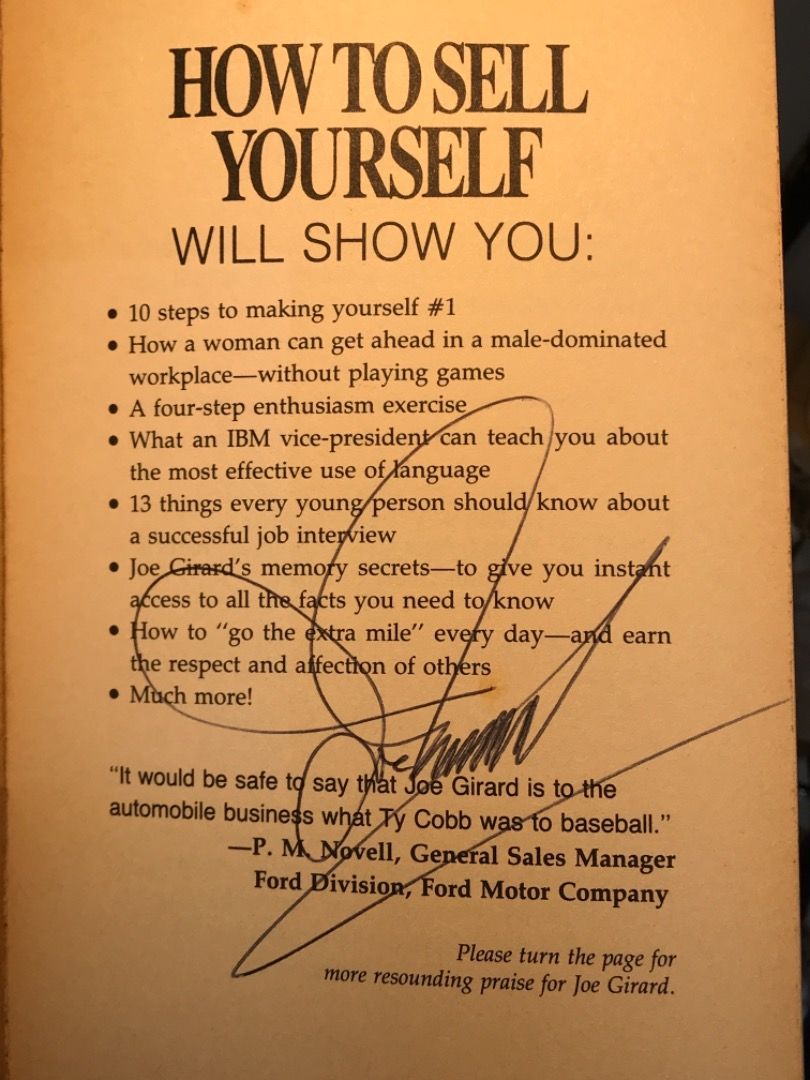 HOW TO SELL
YOURSELF
WILL SHOW YOU:
• 10 steps to making yourself #1
• How a woman can get ahead in a male-dominated
workplace—without playing games
• A four-step enthusiasm exercise
• What an IBM vice-president can teach you about
the most effective use of language
• 13 things every young person should know about
a successful job interview
• Joe Girard's memory secrets—to give you instant
access to all the facts you need to know
• How to "go the extra mile" every day—and earn
the respect and affection of others
• Much more!
"It would be safe to say that Joe Girard is to the
automobile business what Ty Cobb was to baseball."
—P. M. Novell, General Sales Manager
Ford Division, Ford Motor Company
Please turn the page for
more resounding praise for Joe Girard.